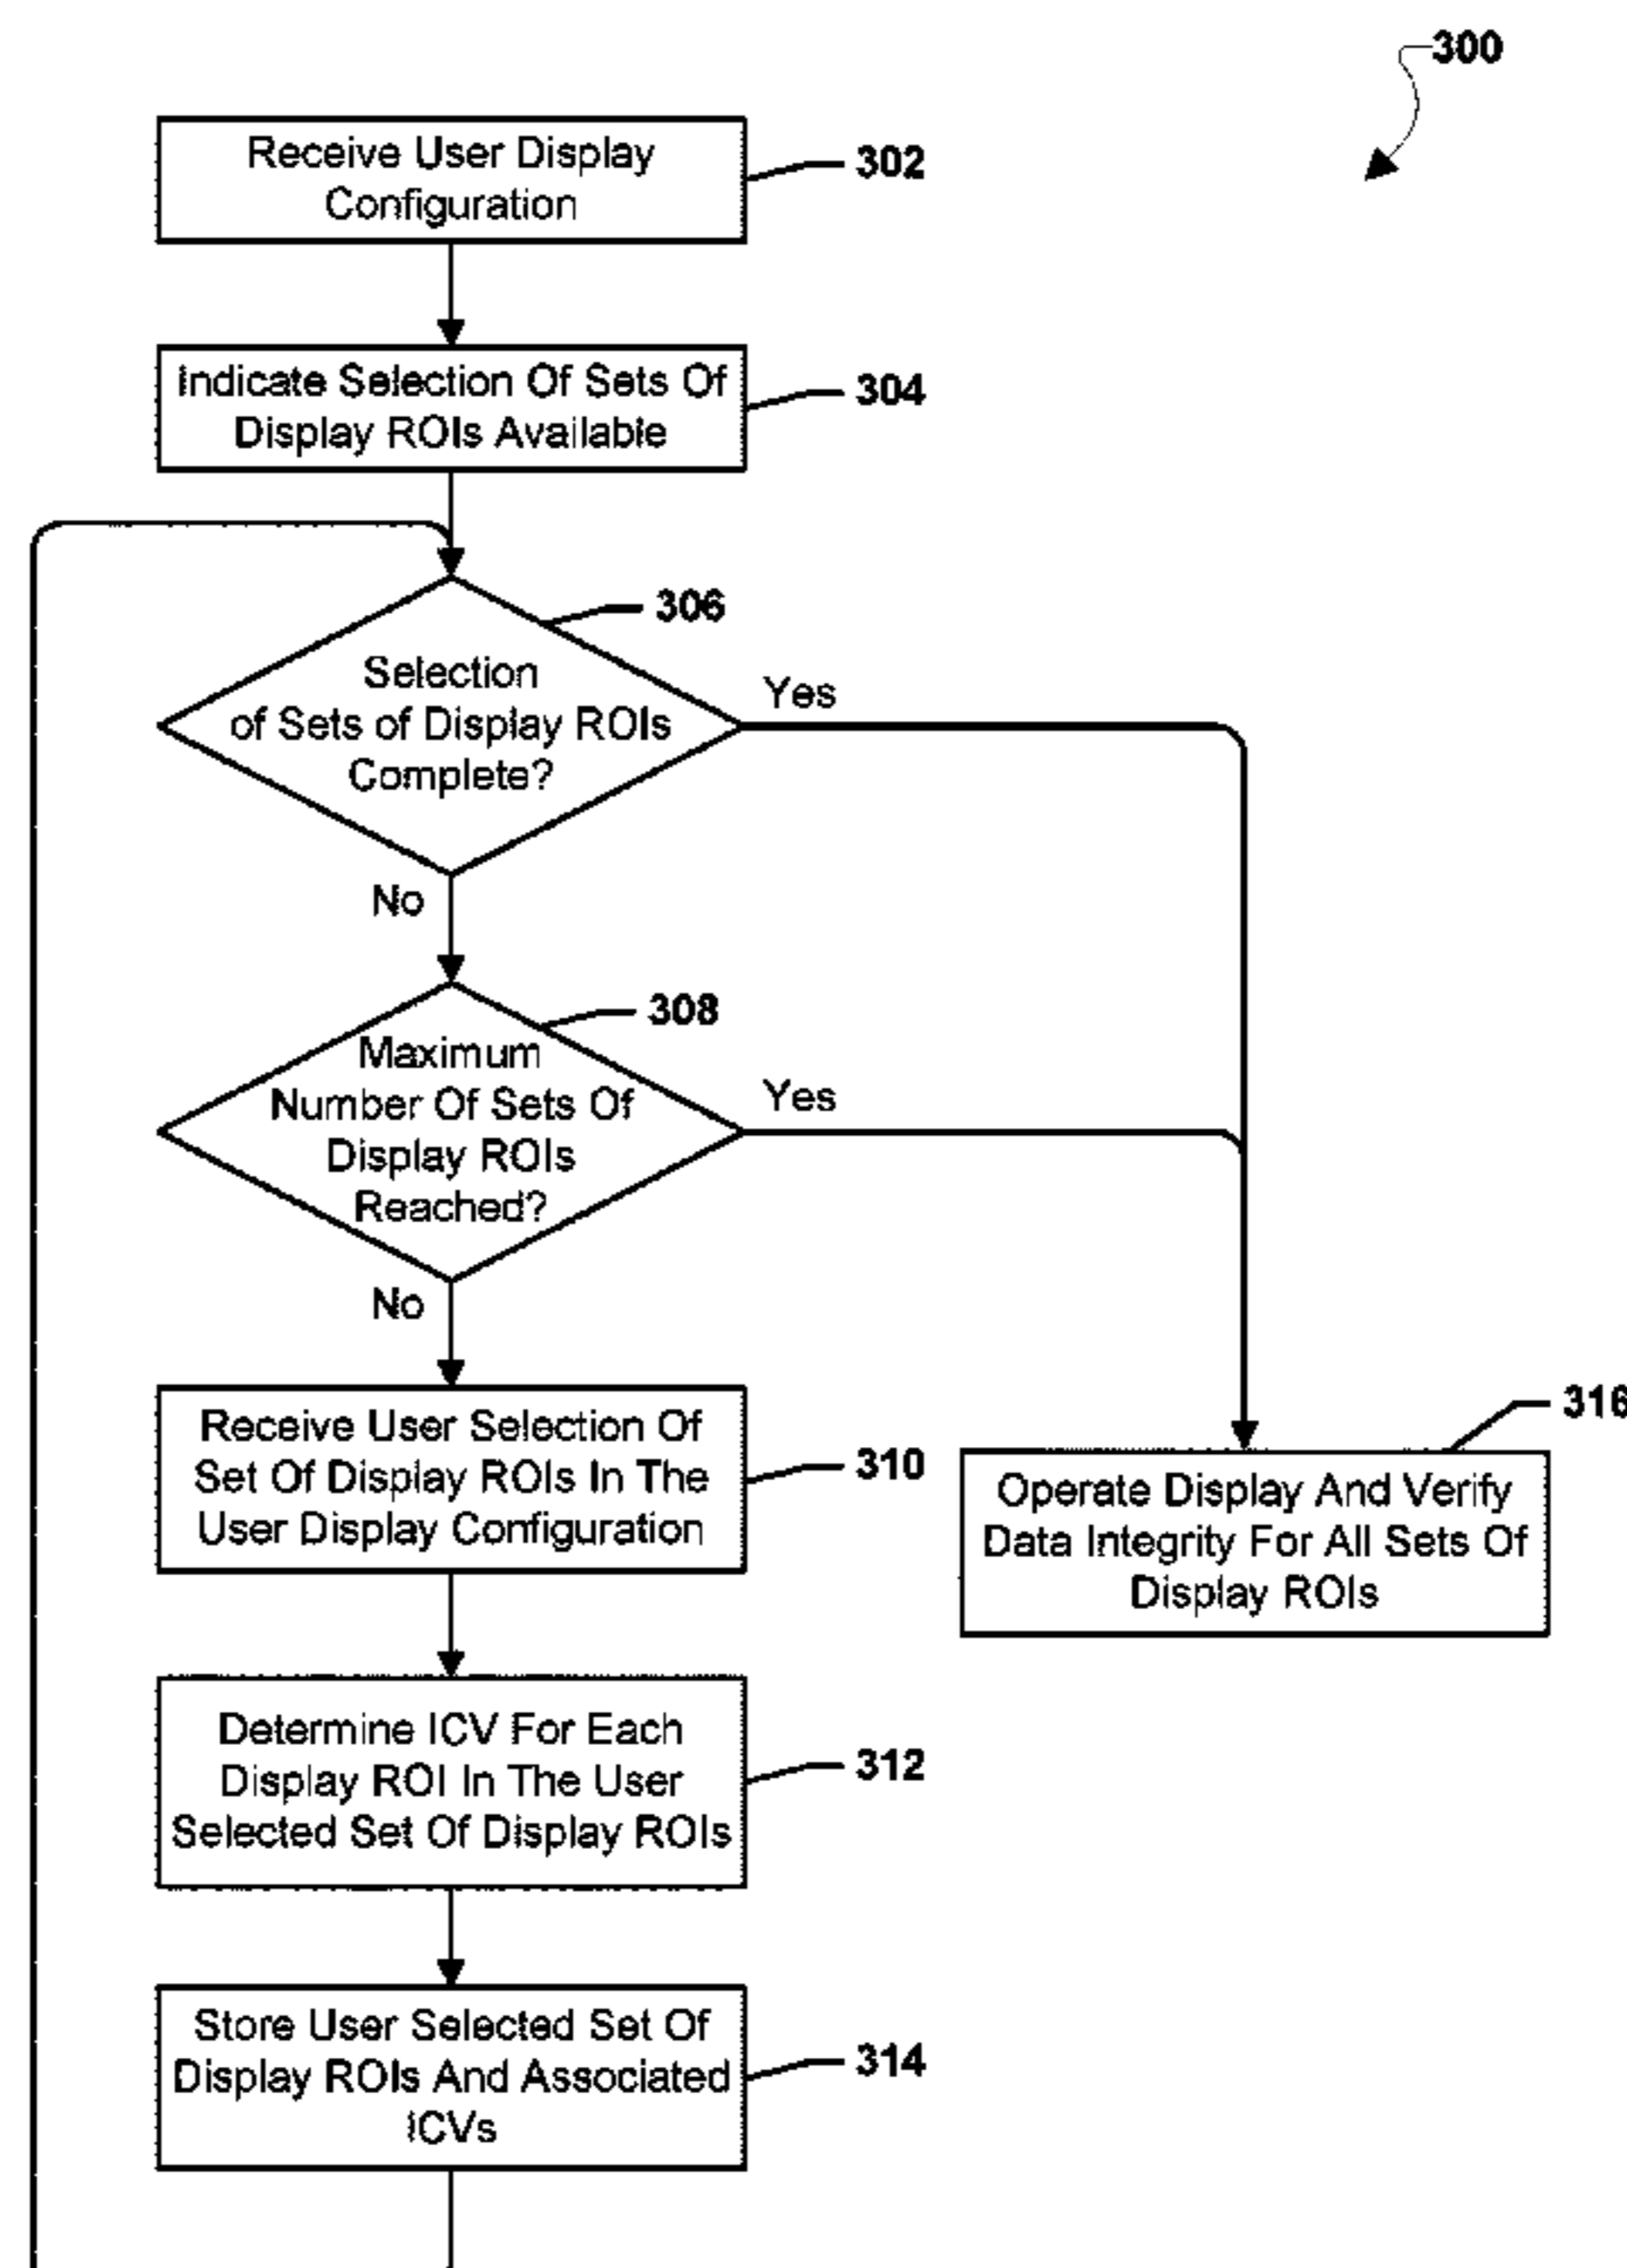 300
Receive User Display
Configuration
302
Indicate Selection Of Sets Of
Display ROIs Available
304
306
Selection
of Sets of Display ROIs
Complete?
Yes
No
308
Maximum
Number Of Sets Of
Display ROIs
Reached?
Yes
No
Receive User Selection Of
Set Of Display ROIs In The
User Display Configuration
310
316
Operate Display And Verify
Data Integrity For All Sets Of
Display ROIs
Determine ICV For Each
Display ROI In The User
Selected Set Of Display ROIs
312
Store User Selected Set Of
Display ROIs And Associated
ICVs
314